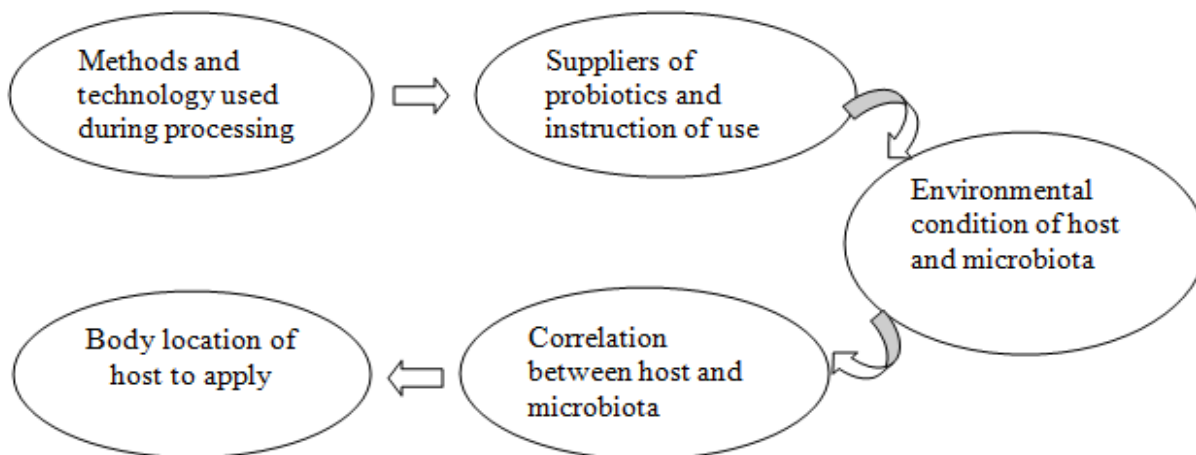 Methods and
technology used
during processing
Suppliers of
probiotics and
instruction of use
Environmental
condition of host
and microbiota
Correlation
between host and
microbiota
Body location of
host to apply